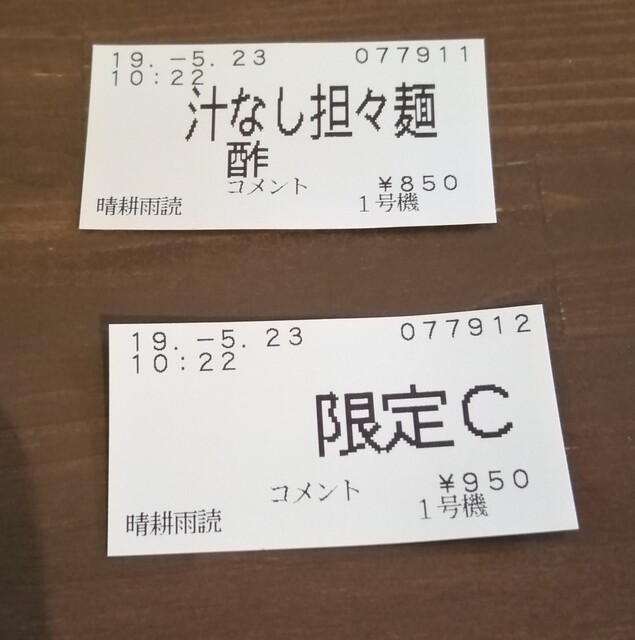 19.-5.23 077911
10:22
汁なし担々麺
酢
コメント ¥850
晴耕雨読 1号機
19.-5.23 077912
10:22
限定C
コメント ¥950
晴耕雨読 1号機